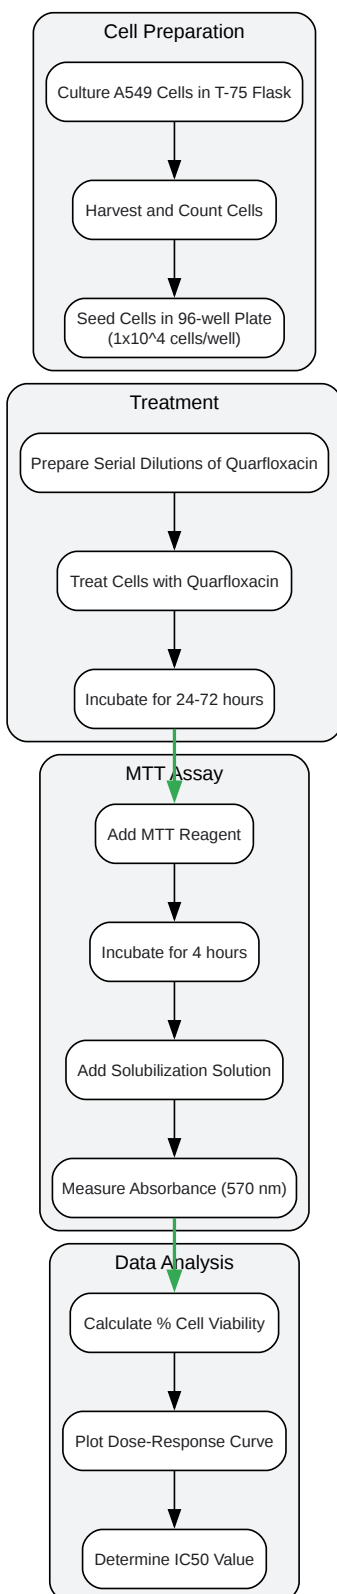 Cell Preparation
Culture A549 Cells in T-75 Flask
Harvest and Count Cells
Seed Cells in 96-well Plate
(1x10^4 cells/well)
Treatment
Prepare Serial Dilutions of Quarfloxacin
Treat Cells with Quarfloxacin
Incubate for 24-72 hours
MTT Assay
Add MTT Reagent
Incubate for 4 hours
Add Solubilization Solution
Measure Absorbance (570 nm)
Data Analysis
Calculate % Cell Viability
Plot Dose-Response Curve
Determine IC50 Value